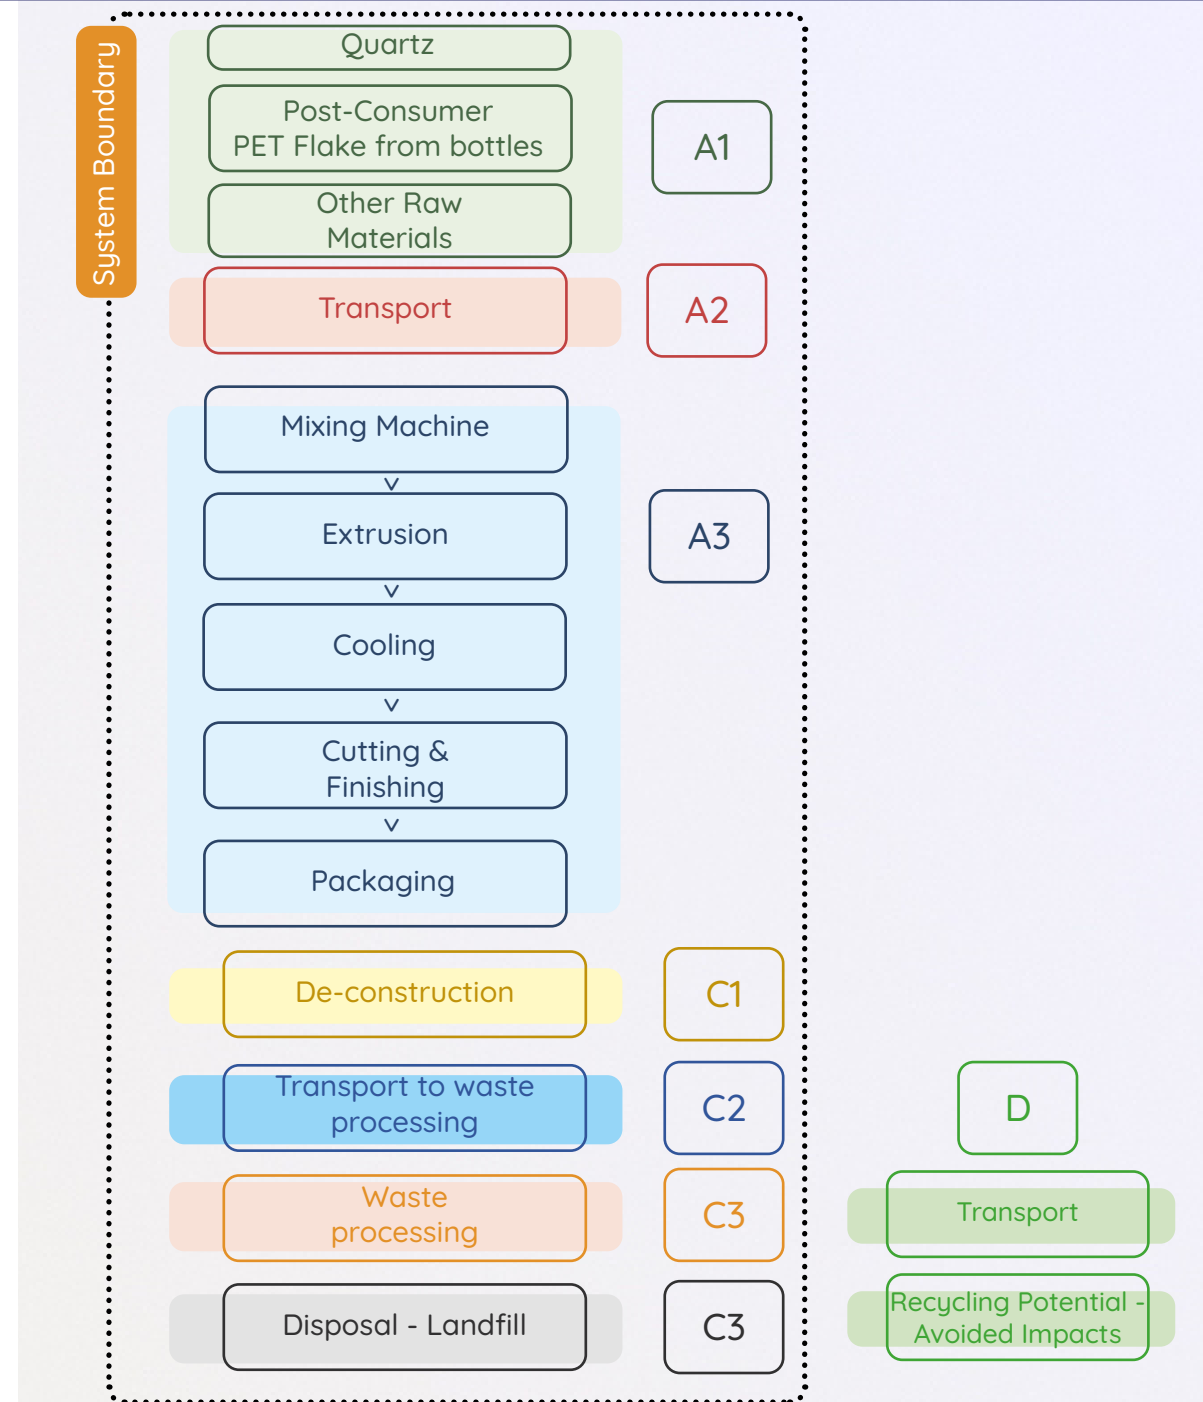 System Boundary
Quartz
Post-Consumer
PET Flake from bottles
A1
Other Raw
Materials
Transport
A2
Mixing Machine
Extrusion
A3
Cooling
Cutting &
Finishing
Packaging
De-construction
C1
Transport to waste
processing
C2
D
Waste
processing
C3
Transport
Disposal - Landfill
C3
Recycling Potential -
Avoided Impacts